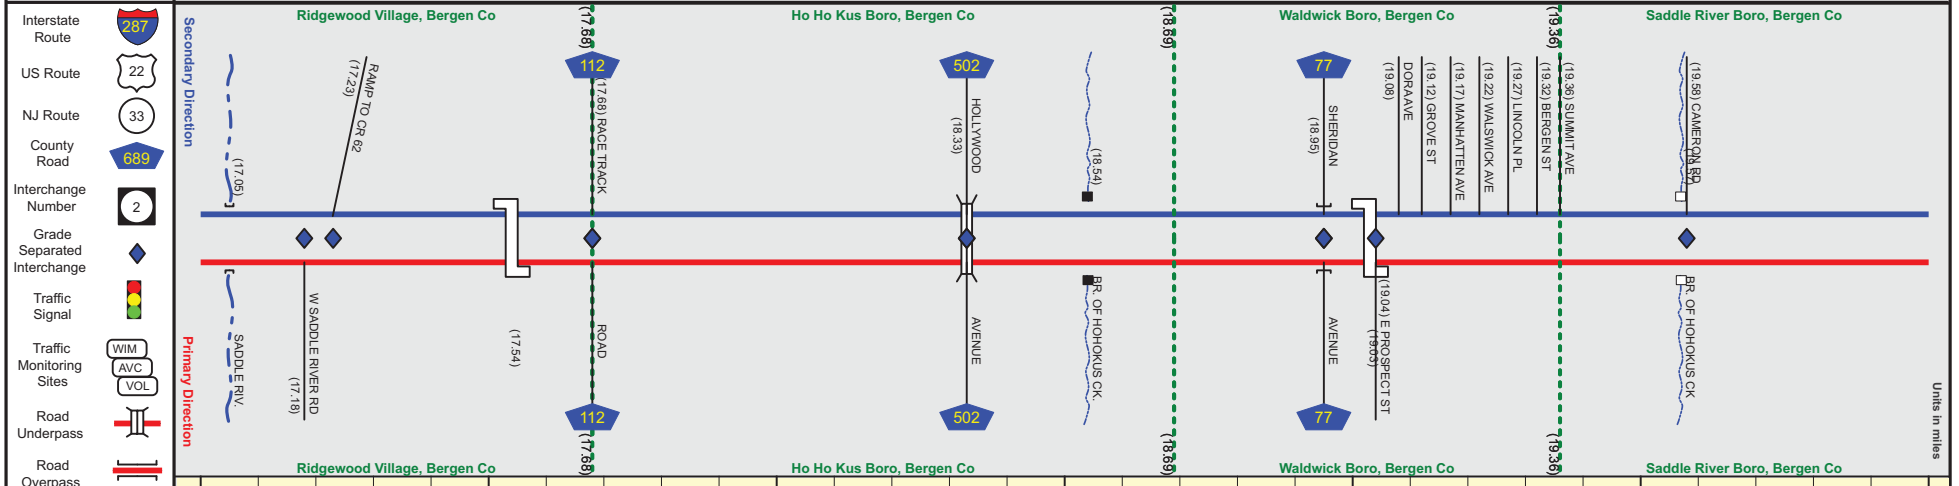 Interstate
Route
287
US Route
22
NJ Route
33
County
Road
689
Interchange
Number
2
Grade
Separated
Interchange
Traffic
Signal
Traffic
Monitoring
Sites
WIM
AVC
VOL
Road
Underpass
Road
Overpass
Secondary Direction
Primary Direction
Ridgewood Village, Bergen Co
(17.68)
Ho Ho Kus Boro, Bergen Co
(18.69)
Waldwick Boro, Bergen Co
(19.36)
Saddle River Boro, Bergen Co
(17.05)
SADDLE RIV.
RAMP TO CR 62
(17.23)
W SADDLE RIVER RD
(17.18)
(17.54)
112
(17.68) RACE TRACK
ROAD
112
502
HOLLYWOOD
(18.33)
AVENUE
502
(18.54)
BR. OF HOHOKUS CK.
77
SHERIDAN
(18.95)
AVENUE
77
(19.04) E PROSPECT ST
(19.03)
DORA AVE
(19.08)
(19.12) GROVE ST
(19.17) MANHATTEN AVE
(19.22) WALSWICK AVE
(19.27) LINCOLN PL
(19.32) BERGEN ST
(19.36) SUMMIT AVE
(19.58) CAMERON RD
BR. OF HOHOKUS CK
Units in miles
Ridgewood Village, Bergen Co
(17.68)
Ho Ho Kus Boro, Bergen Co
(18.69)
Waldwick Boro, Bergen Co
(19.36)
Saddle River Boro, Bergen Co